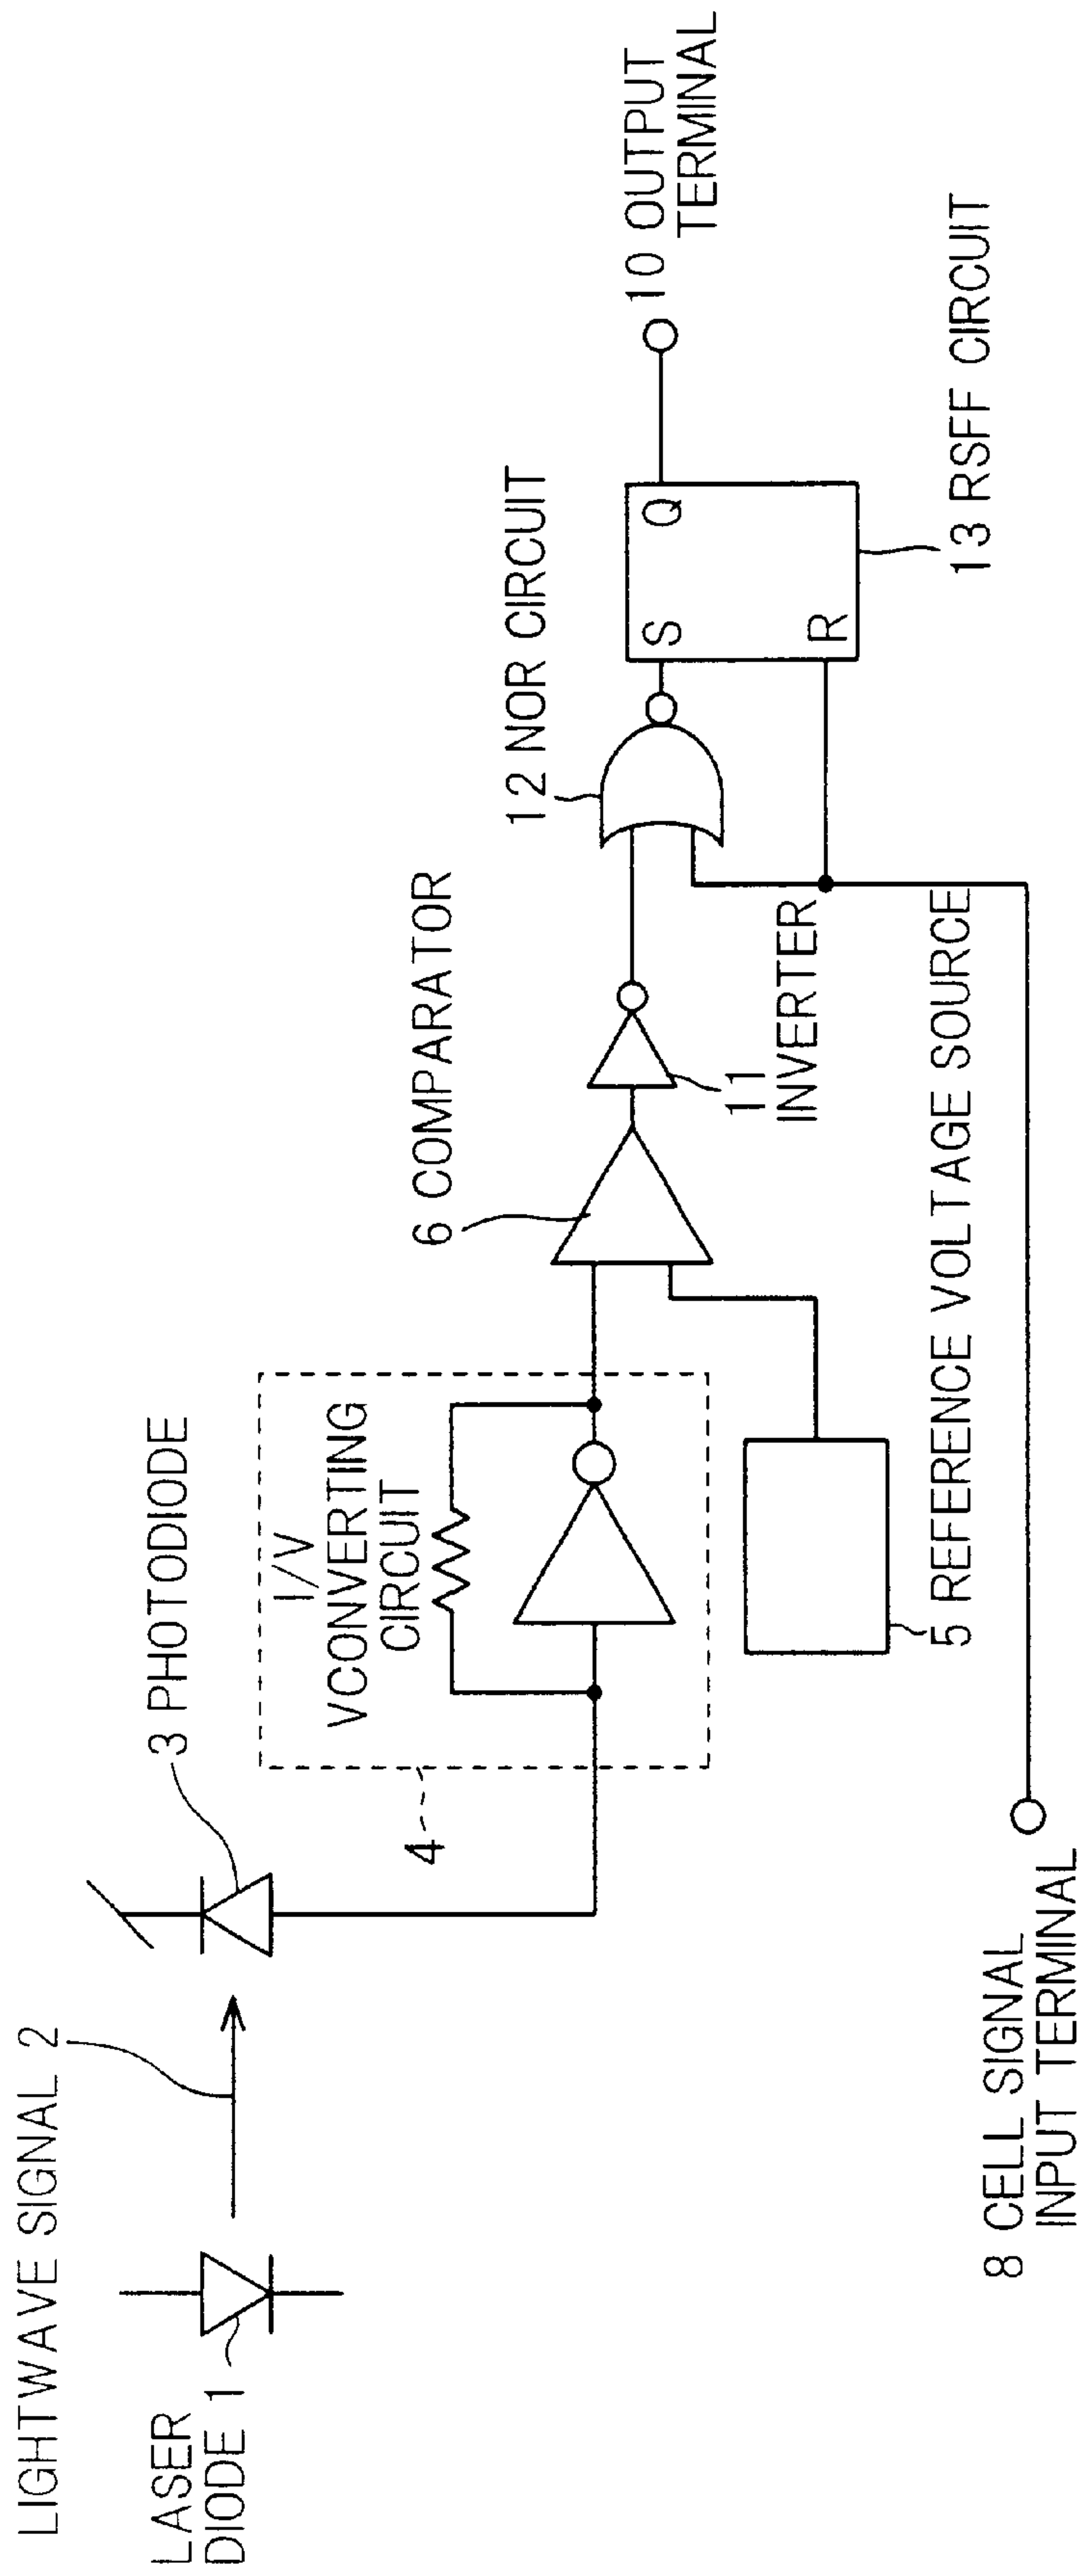 LIGHTWAVE SIGNAL 2
LASER
DIODE 1
3 PHOTODIODE
I/V
VCONVERTING
CIRCUIT
4
6 COMPARATOR
11
INVERTER
12 NOR CIRCUIT
S
Q
R
10 OUTPUT
TERMINAL
13 RSFF CIRCUIT
5 REFERENCE VOLTAGE SOURCE
8 CELL SIGNAL
INPUT TERMINAL